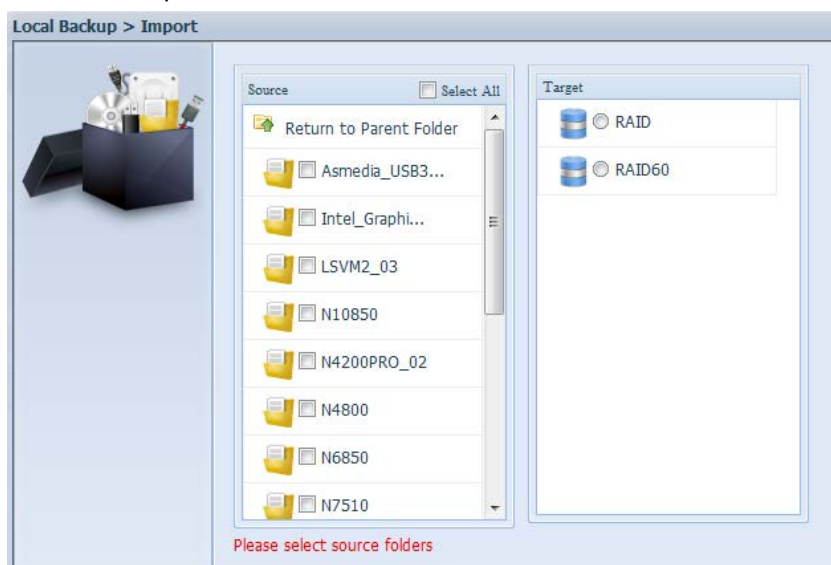 Local Backup > Import
Source
Select All
Return to Parent Folder
Asmedia_USB3...
Intel_Graphi...
LSVM2_03
N10850
N4200PRO_02
N4800
N6850
N7510
Please select source folders
Target
RAID
RAID60